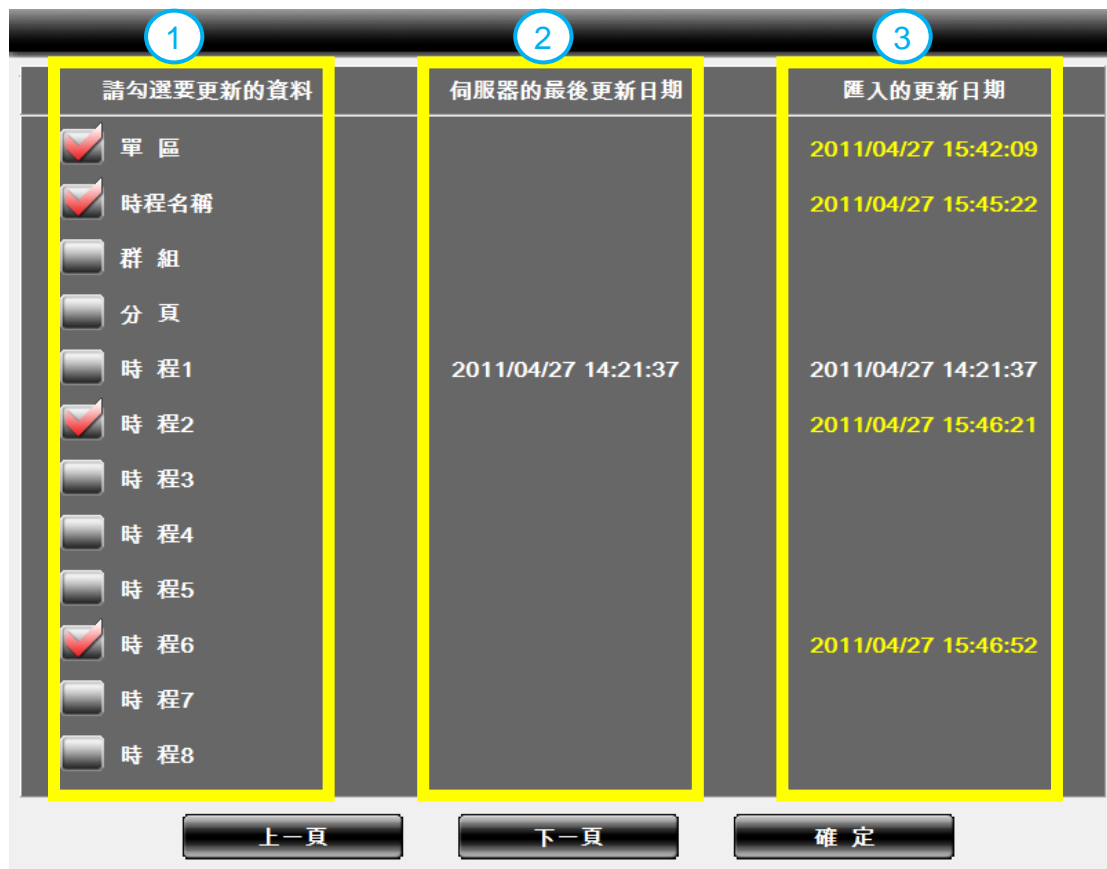 1 2 3
請勾選要更新的資料 伺服器的最後更新日期 匯入的更新日期
單 區 2011/04/27 15:42:09
時程名稱 2011/04/27 15:45:22
群 組
分 頁
時 程1 2011/04/27 14:21:37 2011/04/27 14:21:37
時 程2 2011/04/27 15:46:21
時 程3
時 程4
時 程5
時 程6 2011/04/27 15:46:52
時 程7
時 程8
上一頁 下一頁 確 定